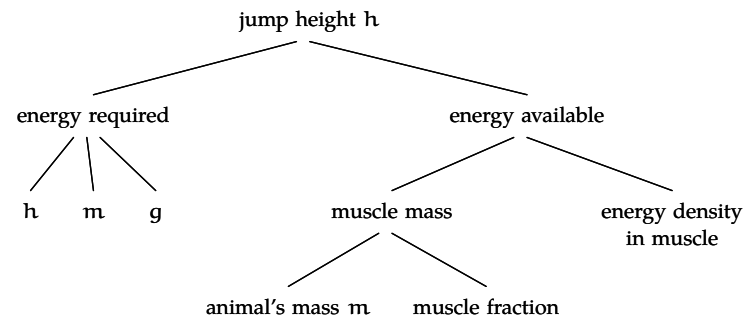 jump height h
energy required
energy available
h
m
g
muscle mass
energy density
in muscle
animal's mass m
muscle fraction